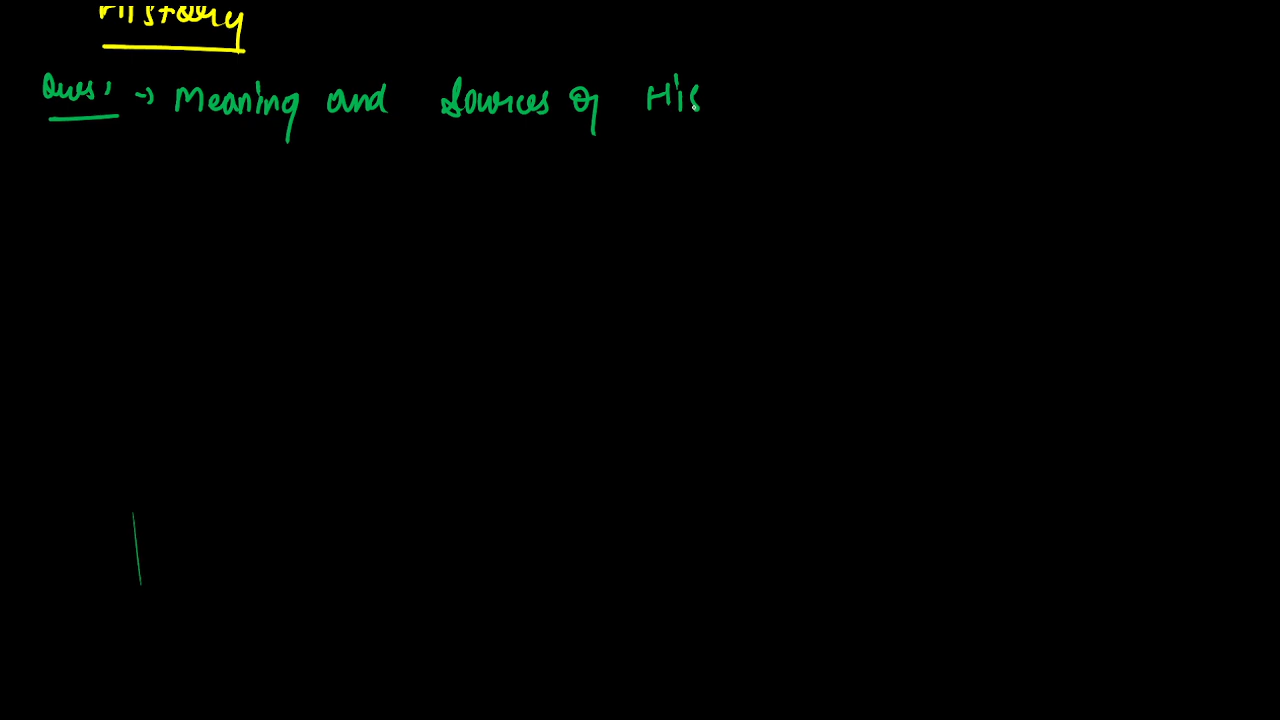 History
Ques: → Meaning and Sources of His